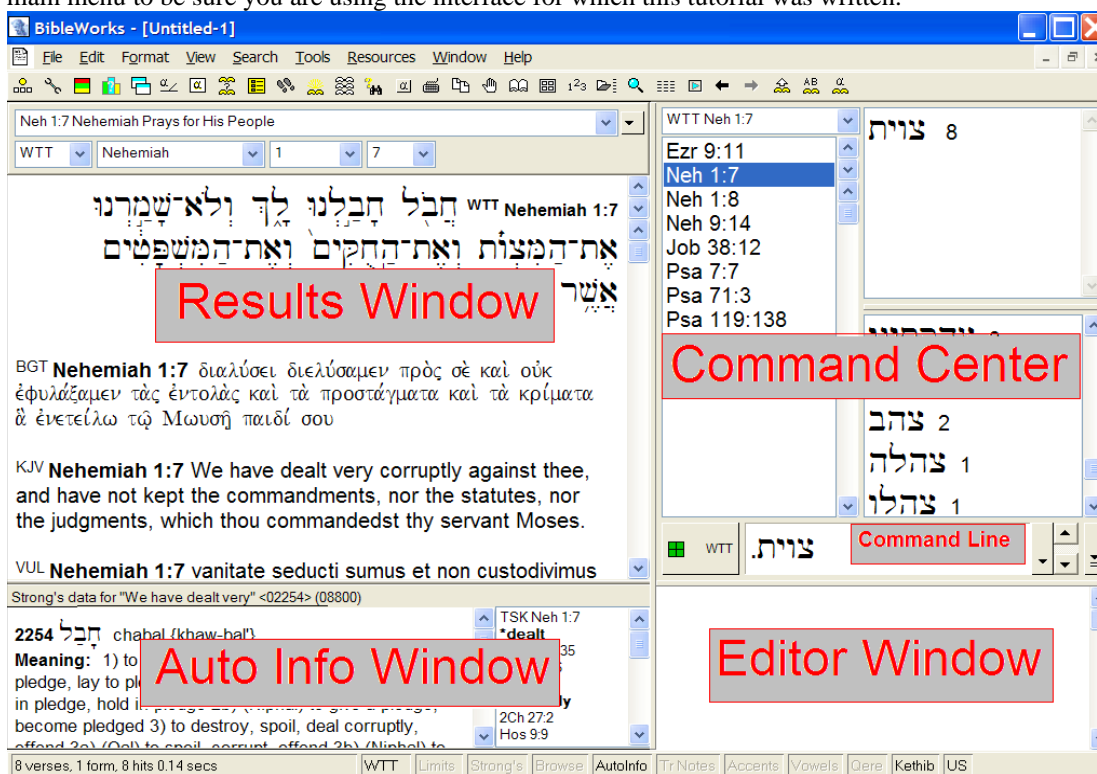 main menu to be sure you are using the interface for which this tutorial was written.
BibleWorks - [Untitled-1]
File Edit Format View Search Tools Resources Window Help
Neh 1:7 Nehemiah Prays for His People
WTT Nehemiah 1 7
WTT Nehemiah 1:7 חֲבֹ֖ל חָבַ֣לְנוּ לָ֑ךְ וְלֹא־שָׁמַ֣רְנוּ
אֶת־הַמִּצְוֺ֗ת וְאֶת־הַֽחֻקִּים֙ וְאֶת־הַמִּשְׁפָּטִ֔ים
אֲשֶׁ֥ר
Results Window
BGT Nehemiah 1:7 διαλύσει διελύσαμεν πρὸς σὲ καὶ οὐκ
ἐφυλάξαμεν τὰς ἐντολὰς καὶ τὰ προστάγματα καὶ τὰ κρίματα
ἃ ἐνετείλω τῷ Μωυσῇ παιδί σου
KJV Nehemiah 1:7 We have dealt very corruptly against thee,
and have not kept the commandments, nor the statutes, nor
the judgments, which thou commandedst thy servant Moses.
VUL Nehemiah 1:7 vanitate seducti sumus et non custodivimus
WTT Neh 1:7
Ezr 9:11
Neh 1:7
Neh 1:8
Neh 9:14
Job 38:12
Psa 7:7
Psa 71:3
Psa 119:138
צוית 8
Command Center
צהב 2
צהלה 1
צהלו 1
WTT .צוית
Command Line
Strong's data for "We have dealt very" <02254> (08800)
2254 חָבַל chabal {khaw-bal'}
Meaning: 1) to
pledge, lay to
in pledge, hold
become pledged 3) to destroy, spoil, deal corruptly,
Auto Info Window
TSK Neh 1:7
*dealt
35
2Ch 27:2
Hos 9:9
Editor Window
8 verses, 1 form, 8 hits 0.14 secs WTT Limits Strong's Browse AutoInfo Tr Notes Accents Vowels Qere Kethib US